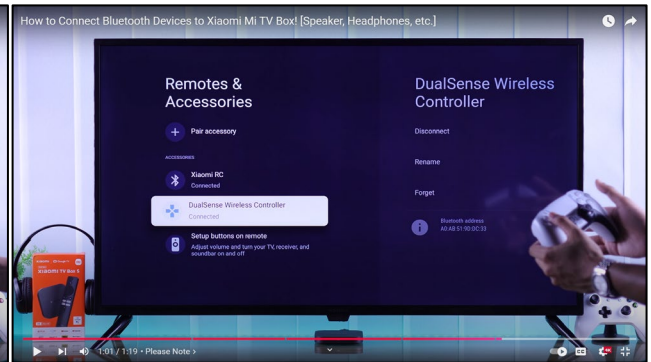 How to Connect Bluetooth Devices to Xiaomi Mi TV Box! [Speaker, Headphones, etc.]
Remotes &
Accessories
Pair accessory
ACCESSORIES
Xiaomi RC
Connected
DualSense Wireless Controller
Connected
Setup buttons on remote
Adjust volume and turn your TV, receiver, and
soundbar on and off
DualSense Wireless
Controller
Disconnect
Rename
Forget
Bluetooth address
A0:AB:51:9D:DC:33
xiaomi TV Box S
1:01 / 1:19 • Please Note >